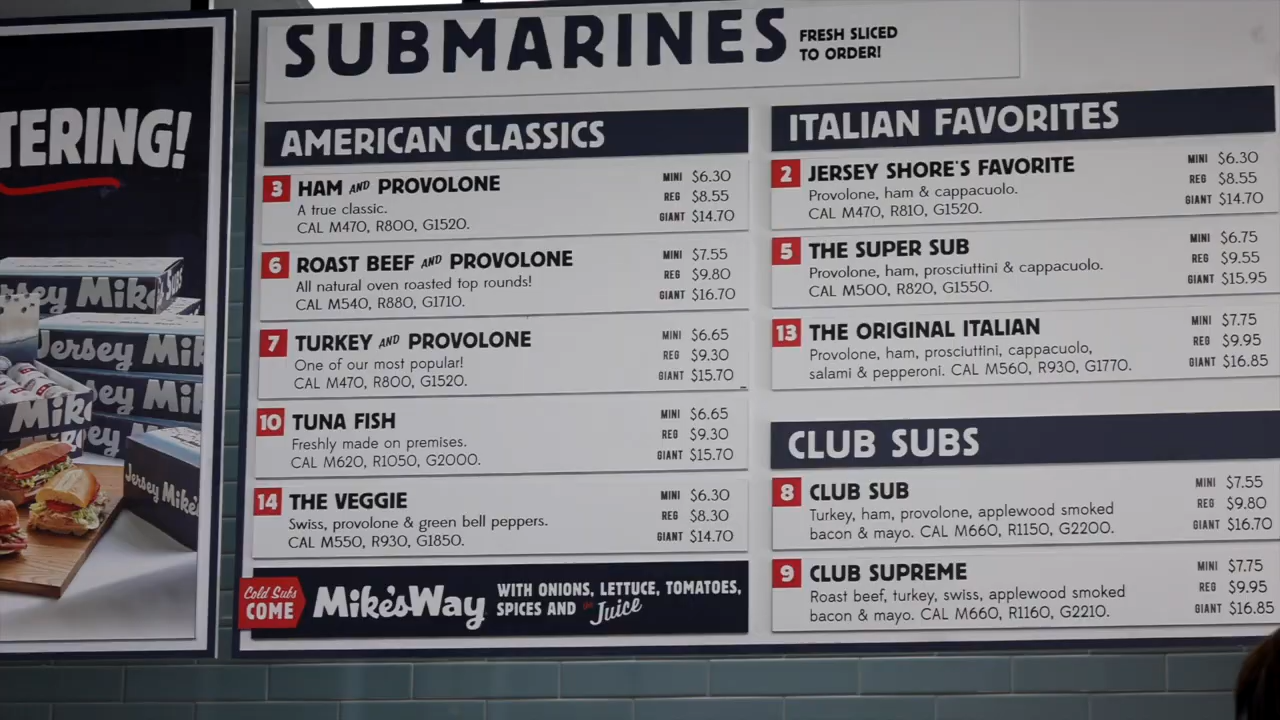 TERING!
Jersey Mike's
Jersey Mi
Mike
Jersey Mike's
SUBMARINES
FRESH SLICED
TO ORDER!
AMERICAN CLASSICS
3 HAM AND PROVOLONE
A true classic.
CAL M470, R800, G1520.
MINI $6.30
REG $8.55
GIANT $14.70
6 ROAST BEEF AND PROVOLONE
All natural oven roasted top rounds!
CAL M540, R880, G1710.
MINI $7.55
REG $9.80
GIANT $16.70
7 TURKEY AND PROVOLONE
One of our most popular!
CAL M470, R800, G1520.
MINI $6.65
REG $9.30
GIANT $15.70
10 TUNA FISH
Freshly made on premises.
CAL M620, R1050, G2000.
MINI $6.65
REG $9.30
GIANT $15.70
14 THE VEGGIE
Swiss, provolone & green bell peppers.
CAL M550, R930, G1850.
MINI $6.30
REG $8.30
GIANT $14.70
Cold Subs
COME
Mike's Way
WITH ONIONS, LETTUCE, TOMATOES,
SPICES AND the Juice
ITALIAN FAVORITES
2 JERSEY SHORE'S FAVORITE
Provolone, ham & cappacuolo.
CAL M470, R810, G1520.
MINI $6.30
REG $8.55
GIANT $14.70
5 THE SUPER SUB
Provolone, ham, prosciuttini & cappacuolo.
CAL M500, R820, G1550.
MINI $6.75
REG $9.55
GIANT $15.95
13 THE ORIGINAL ITALIAN
Provolone, ham, prosciuttini, cappacuolo,
salami & pepperoni. CAL M560, R930, G1770.
MINI $7.75
REG $9.95
GIANT $16.85
CLUB SUBS
8 CLUB SUB
Turkey, ham, provolone, applewood smoked
bacon & mayo. CAL M660, R1150, G2200.
MINI $7.55
REG $9.80
GIANT $16.70
9 CLUB SUPREME
Roast beef, turkey, swiss, applewood smoked
bacon & mayo. CAL M660, R1160, G2210.
MINI $7.75
REG $9.95
GIANT $16.85